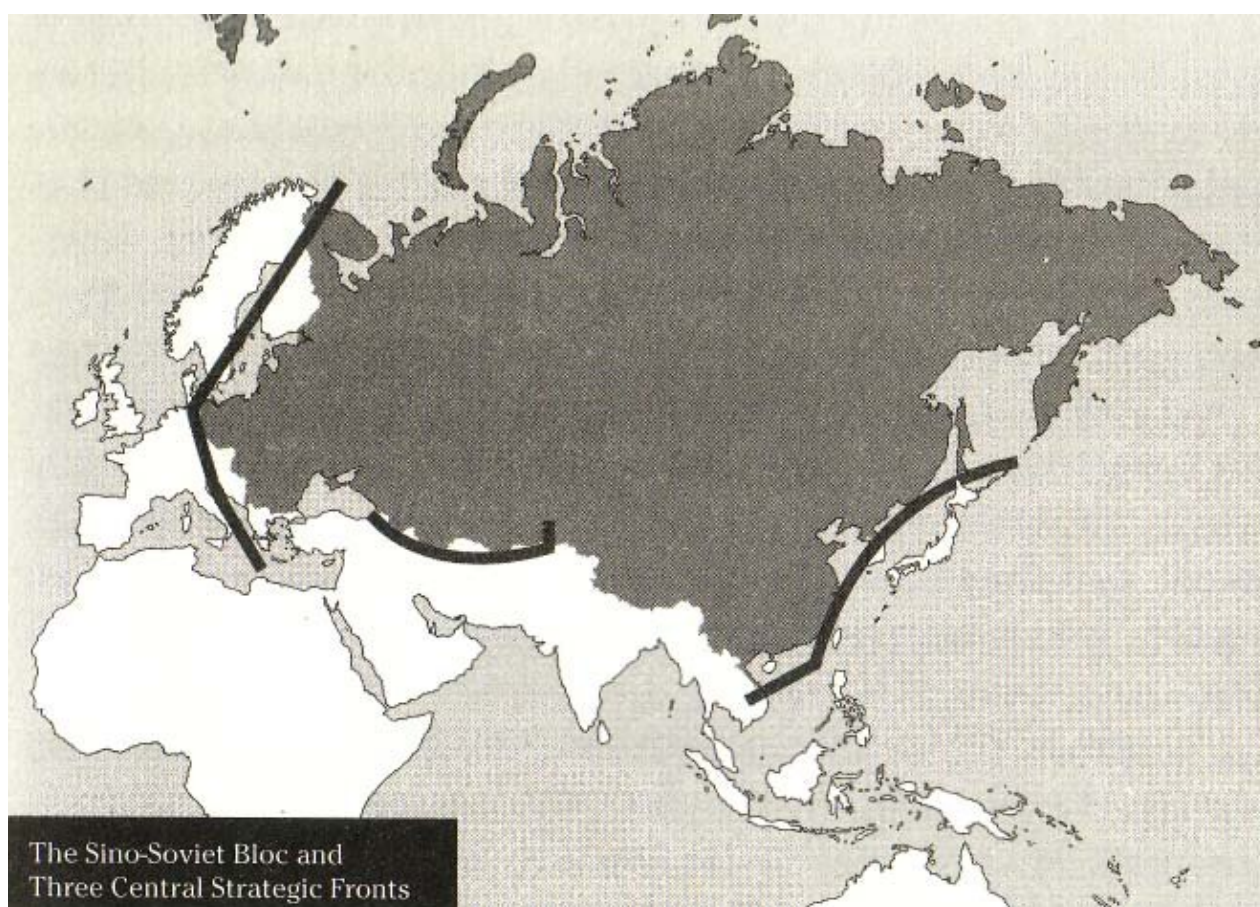 The Sino-Soviet Bloc and
Three Central Strategic Fronts